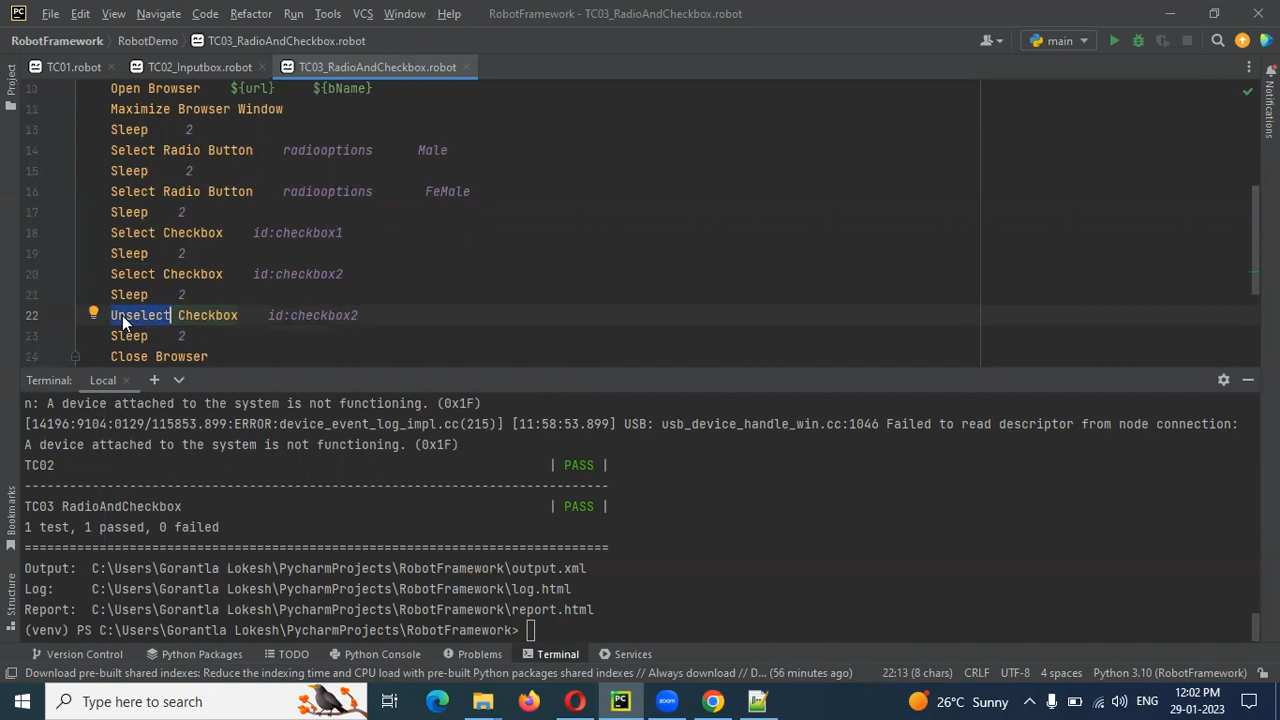 PC File Edit View Navigate Code Refactor Run Tools VCS Window Help RobotFramework - TC03_RadioAndCheckbox.robot
RobotFramework RobotDemo TC03_RadioAndCheckbox.robot main
Project TC01.robot TC02_Inputbox.robot TC03_RadioAndCheckbox.robot Notifications
10 Open Browser ${url} ${bName}
Maximize Browser Window
13 Sleep 2
14 Select Radio Button radiooptions Male
15 Sleep 2
16 Select Radio Button radiooptions FeMale
17 Sleep 2
18 Select Checkbox id:checkbox1
19 Sleep 2
20 Select Checkbox id:checkbox2
21 Sleep 2
22 Unselect Checkbox id:checkbox2
23 Sleep 2
24 Close Browser
Terminal: Local
n: A device attached to the system is not functioning. (0x1F)
[14196:9104:0129/115853.899:ERROR:device_event_log_impl.cc(215)] [11:58:53.899] USB: usb_device_handle_win.cc:1046 Failed to read descriptor from node connection:
A device attached to the system is not functioning. (0x1F)
TC02 | PASS |
------------------------------------------------------------------------------
TC03 RadioAndCheckbox | PASS |
1 test, 1 passed, 0 failed
==============================================================================
Output: C:\Users\Gorantla Lokesh\PycharmProjects\RobotFramework\output.xml
Log: C:\Users\Gorantla Lokesh\PycharmProjects\RobotFramework\log.html
Report: C:\Users\Gorantla Lokesh\PycharmProjects\RobotFramework\report.html
(venv) PS C:\Users\Gorantla Lokesh\PycharmProjects\RobotFramework>
Bookmarks
Structure
Version Control Python Packages TODO Python Console Problems Terminal Services
Download pre-built shared indexes: Reduce the indexing time and CPU load with pre-built Python packages shared indexes // Always download // D... (56 minutes ago) 22:13 (8 chars) CRLF UTF-8 4 spaces Python 3.10 (RobotFramework)
Type here to search PC zoom 26°C Sunny ENG 12:02 PM
29-01-2023